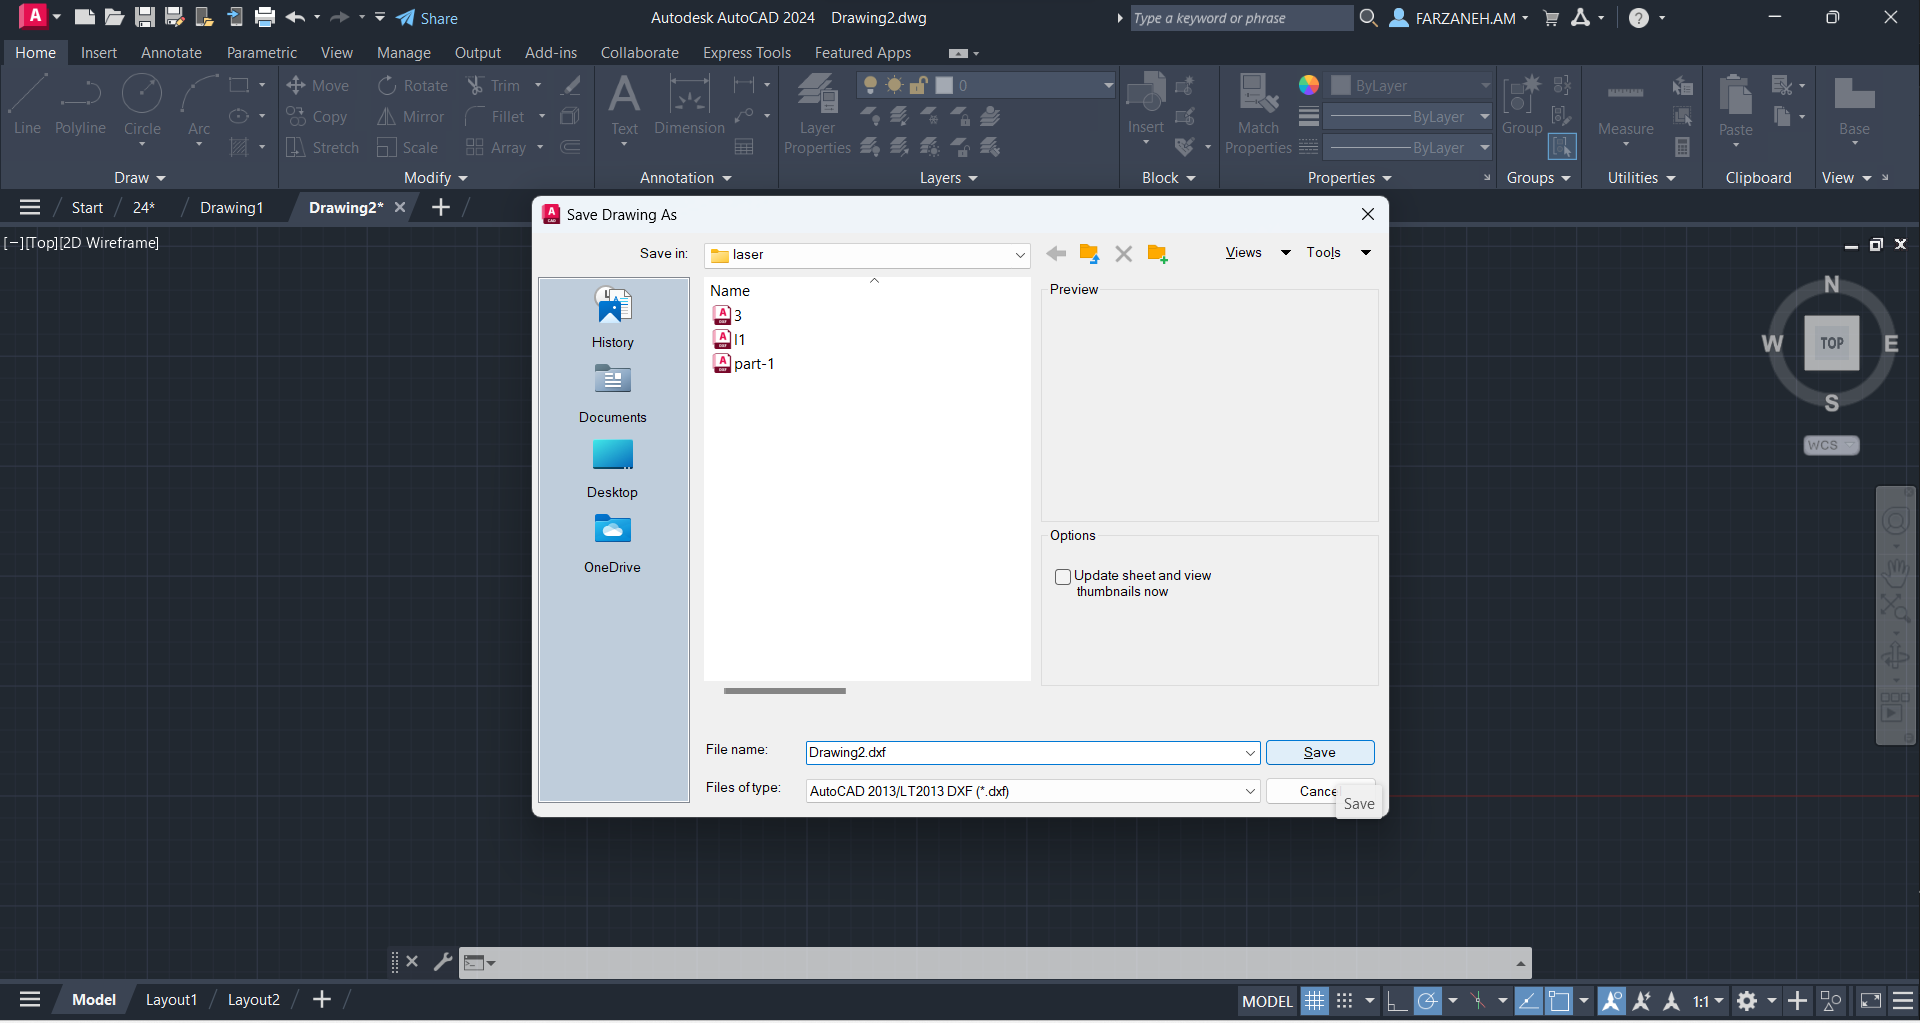 Share
Autodesk AutoCAD 2024 Drawing2.dwg
Type a keyword or phrase
FARZANEH.AM
Home Insert Annotate Parametric View Manage Output Add-ins Collaborate Express Tools Featured Apps
Line Polyline Circle Arc
Move Rotate Trim
Copy Mirror Fillet
Stretch Scale Array
Text Dimension
Layer
Properties
0
Insert
Match
Properties
ByLayer
ByLayer
ByLayer
Group
Measure
Paste
Base
Draw Modify Annotation Layers Block Properties Groups Utilities Clipboard View
Start 24* Drawing1 Drawing2*
[−][Top][2D Wireframe]
Save Drawing As
Save in: laser
Views Tools
History
Documents
Desktop
OneDrive
Name
3
l1
part-1
Preview
Options
Update sheet and view
thumbnails now
File name: Drawing2.dxf
Save
Files of type: AutoCAD 2013/LT2013 DXF (*.dxf)
Cance
Save
N
W TOP E
S
WCS
Model Layout1 Layout2
MODEL
1:1